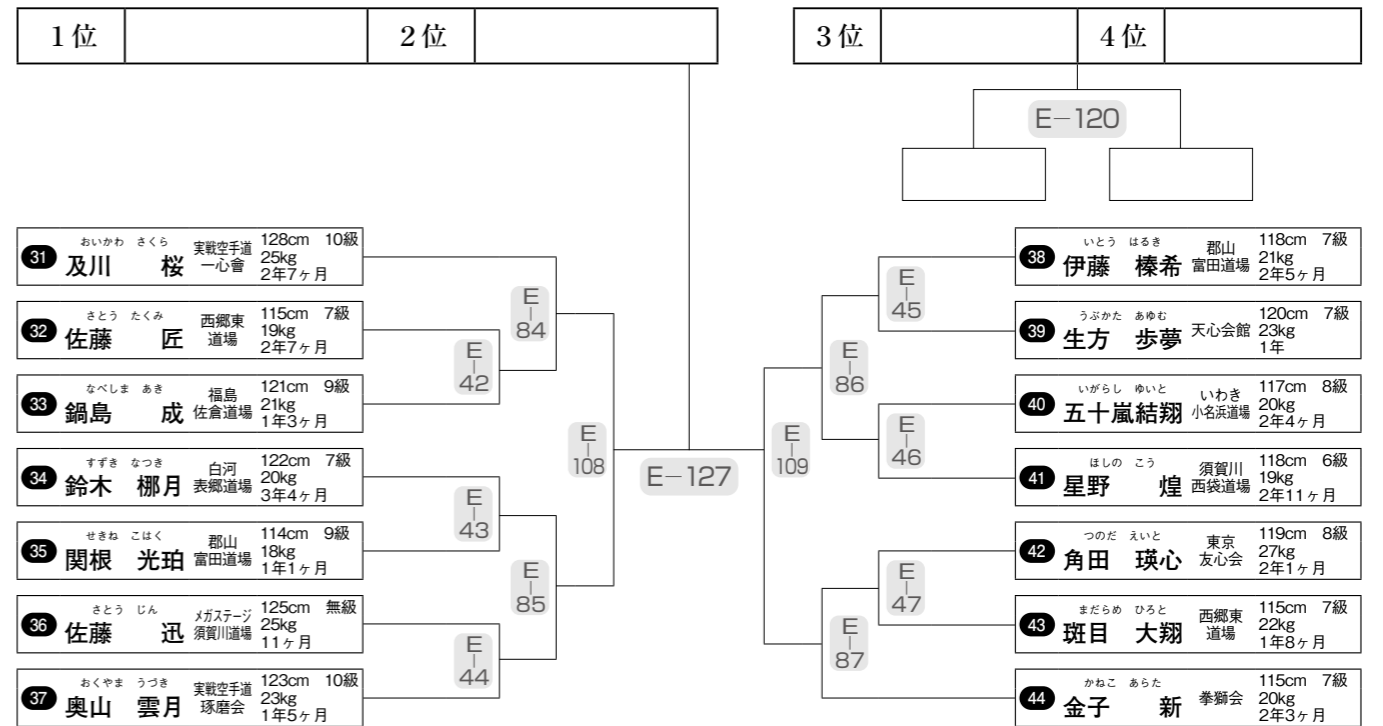 1位 2位
3位 4位
E－120
31 おいかわ さくら 及川 桜 実戦空手道 一心會 128cm 10級 25kg 2年7ヶ月
32 さとう たくみ 佐藤 匠 西郷東 道場 115cm 7級 19kg 2年7ヶ月
33 なべしま あき 鍋島 成 福島 佐倉道場 121cm 9級 21kg 1年3ヶ月
34 すずき なつき 鈴木 梛月 白河 表郷道場 122cm 7級 20kg 3年4ヶ月
35 せきね こはく 関根 光珀 郡山 富田道場 114cm 9級 18kg 1年1ヶ月
36 さとう じん 佐藤 迅 メガステージ 須賀川道場 125cm 無級 25kg 11ヶ月
37 おくやま うづき 奥山 雲月 実戦空手道 琢磨会 123cm 10級 23kg 1年5ヶ月
E－84
E－42
E－108
E－43
E－85
E－44
E－127
E－45
E－86
E－109
E－46
E－47
E－87
38 いとう はるき 伊藤 榛希 郡山 富田道場 118cm 7級 21kg 2年5ヶ月
39 うぶかた あゆむ 生方 歩夢 天心会館 120cm 7級 23kg 1年
40 いがらし ゆいと 五十嵐結翔 いわき 小名浜道場 117cm 8級 20kg 2年4ヶ月
41 ほしの こう 星野 煌 須賀川 西袋道場 118cm 6級 19kg 2年11ヶ月
42 つのだ えいと 角田 瑛心 東京 友心会 119cm 8級 27kg 2年1ヶ月
43 まだらめ ひろと 斑目 大翔 西郷東 道場 115cm 7級 22kg 1年8ヶ月
44 かねこ あらた 金子 新 拳獅会 115cm 7級 20kg 2年3ヶ月